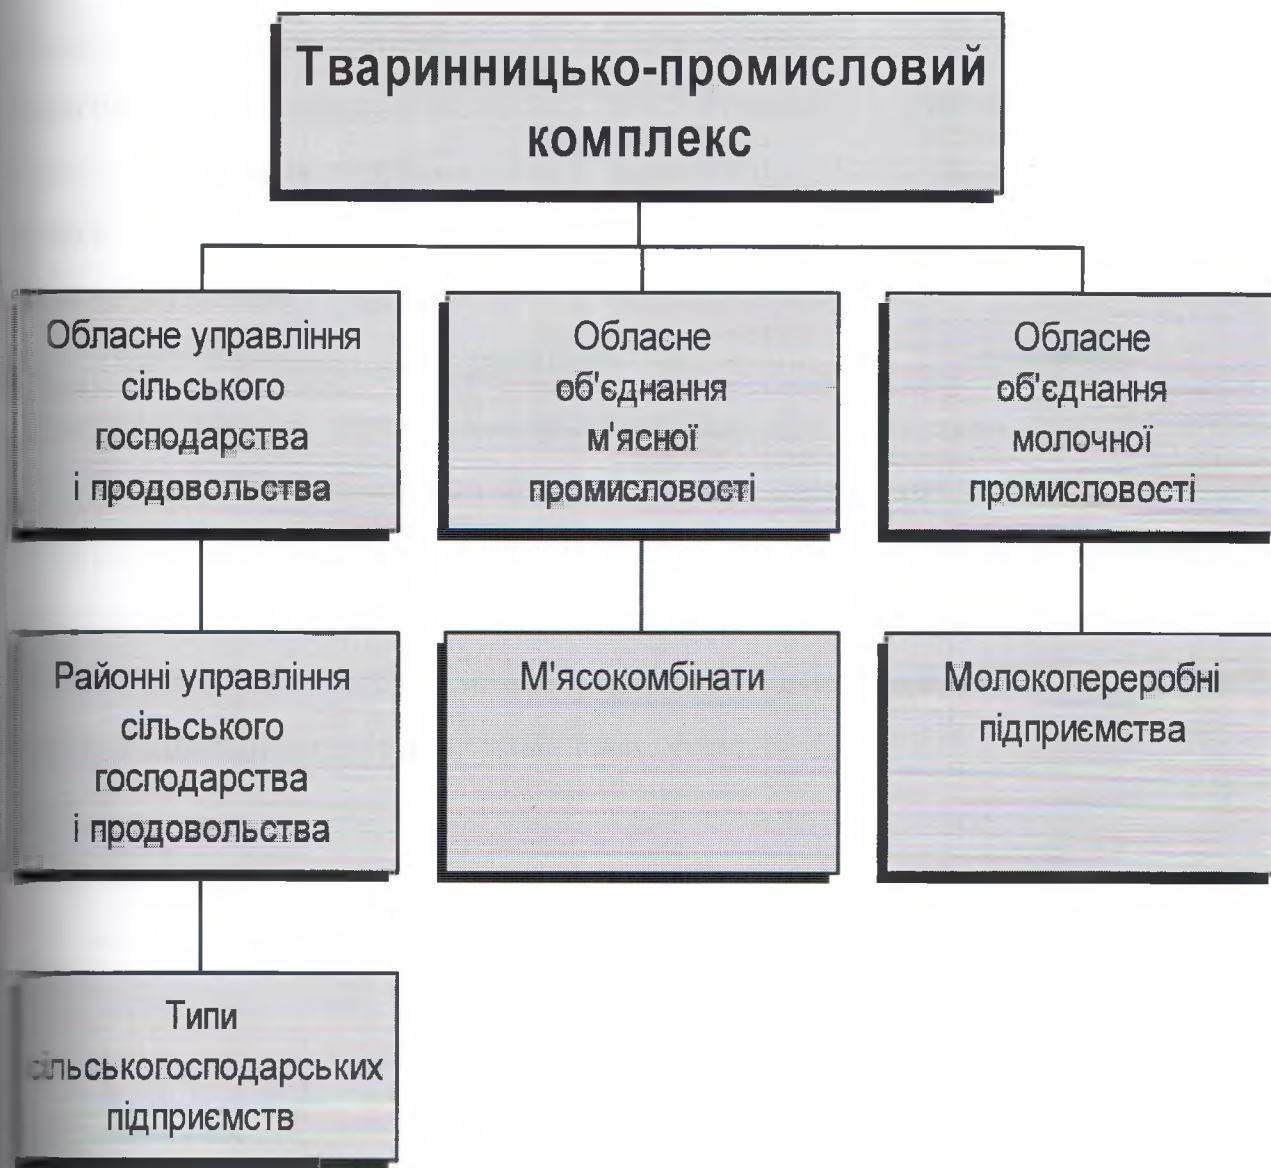 Тваринницько-промисловий
комплекс
Обласне управління
сільського
господарства
і продовольства
Обласне
об'єднання
м'ясної
промисловості
Обласне
об'єднання
молочної
промисловості
Районні управління
сільського
господарства
і продовольства
М'ясокомбінати
Молокопереробні
підприємства
Типи
сільськогосподарських
підприємств